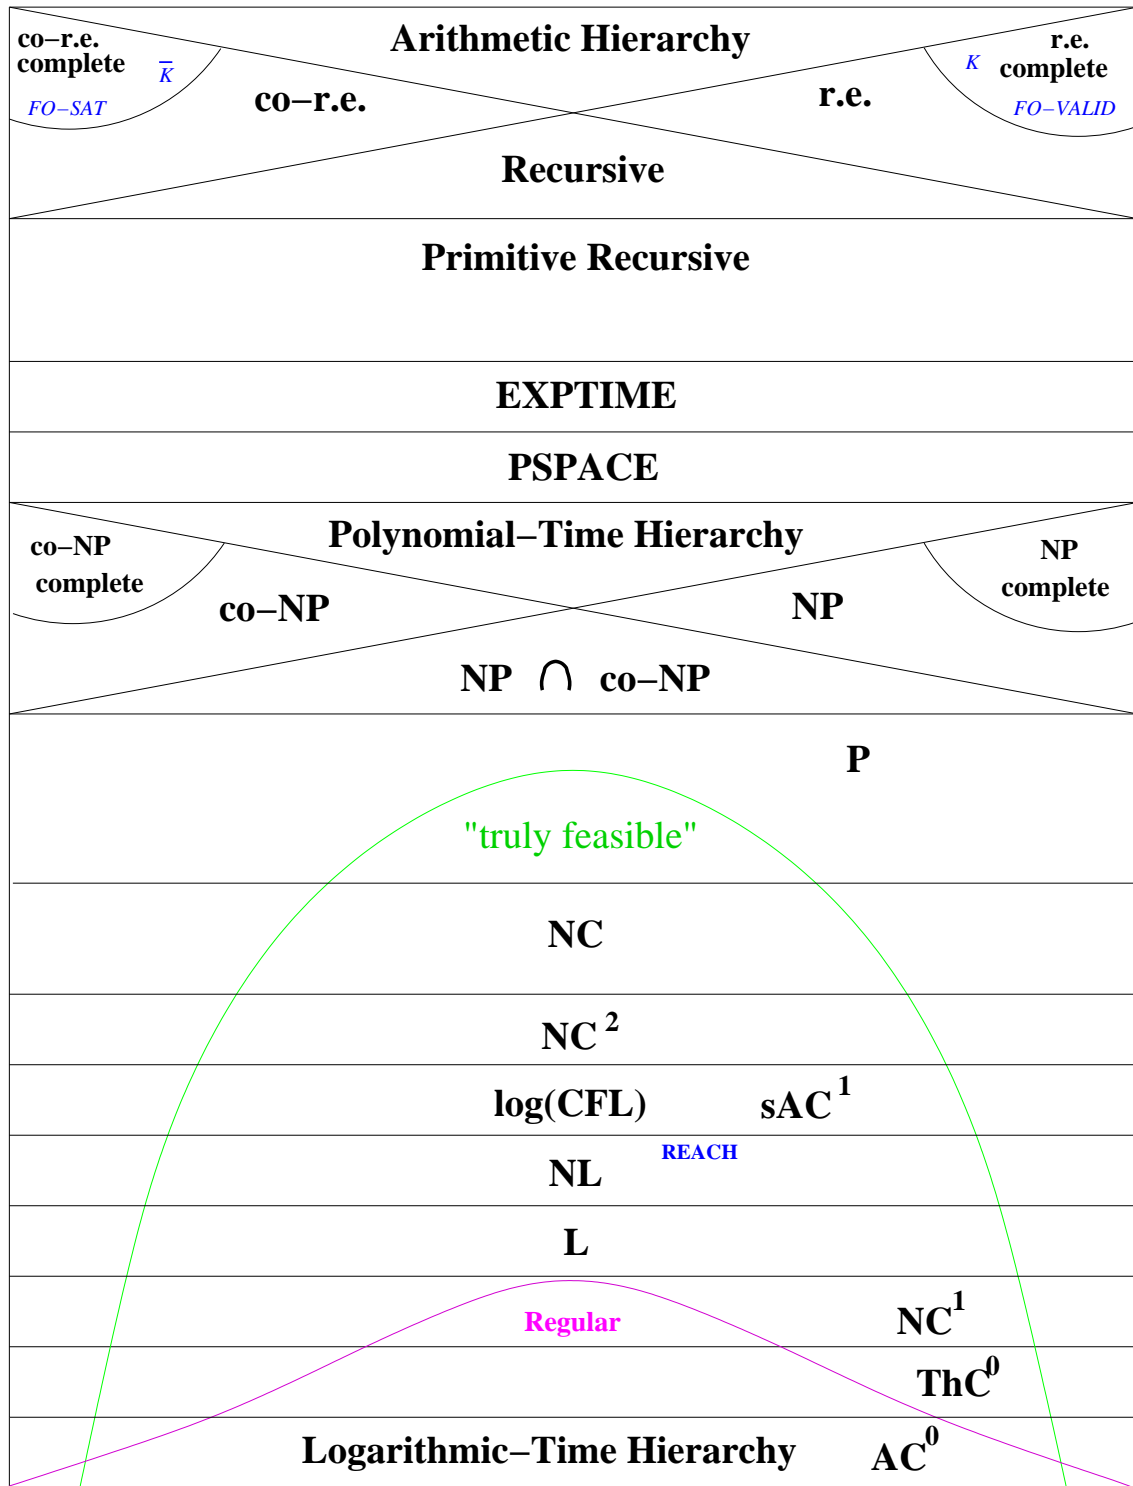 Arithmetic Hierarchy
co−r.e.
complete
K̅
FO−SAT
co−r.e.
r.e.
r.e.
complete
K
FO−VALID
Recursive
Primitive Recursive
EXPTIME
PSPACE
Polynomial−Time Hierarchy
co−NP
complete
co−NP
NP
NP
complete
NP ∩ co−NP
P
"truly feasible"
NC
NC²
log(CFL) sAC¹
REACH
NL
L
Regular NC¹
ThC⁰
Logarithmic−Time Hierarchy AC⁰